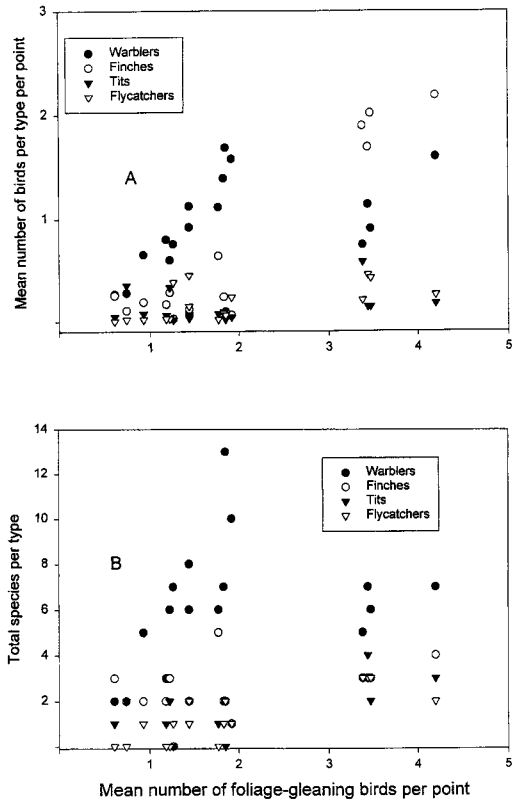 3
2
1
Mean number of birds per type per point
Warblers
Finches
Tits
Flycatchers
A
1
2
3
4
5
14
12
10
8
6
4
2
Total species per type
Warblers
Finches
Tits
Flycatchers
B
1
2
3
4
5
Mean number of foliage-gleaning birds per point